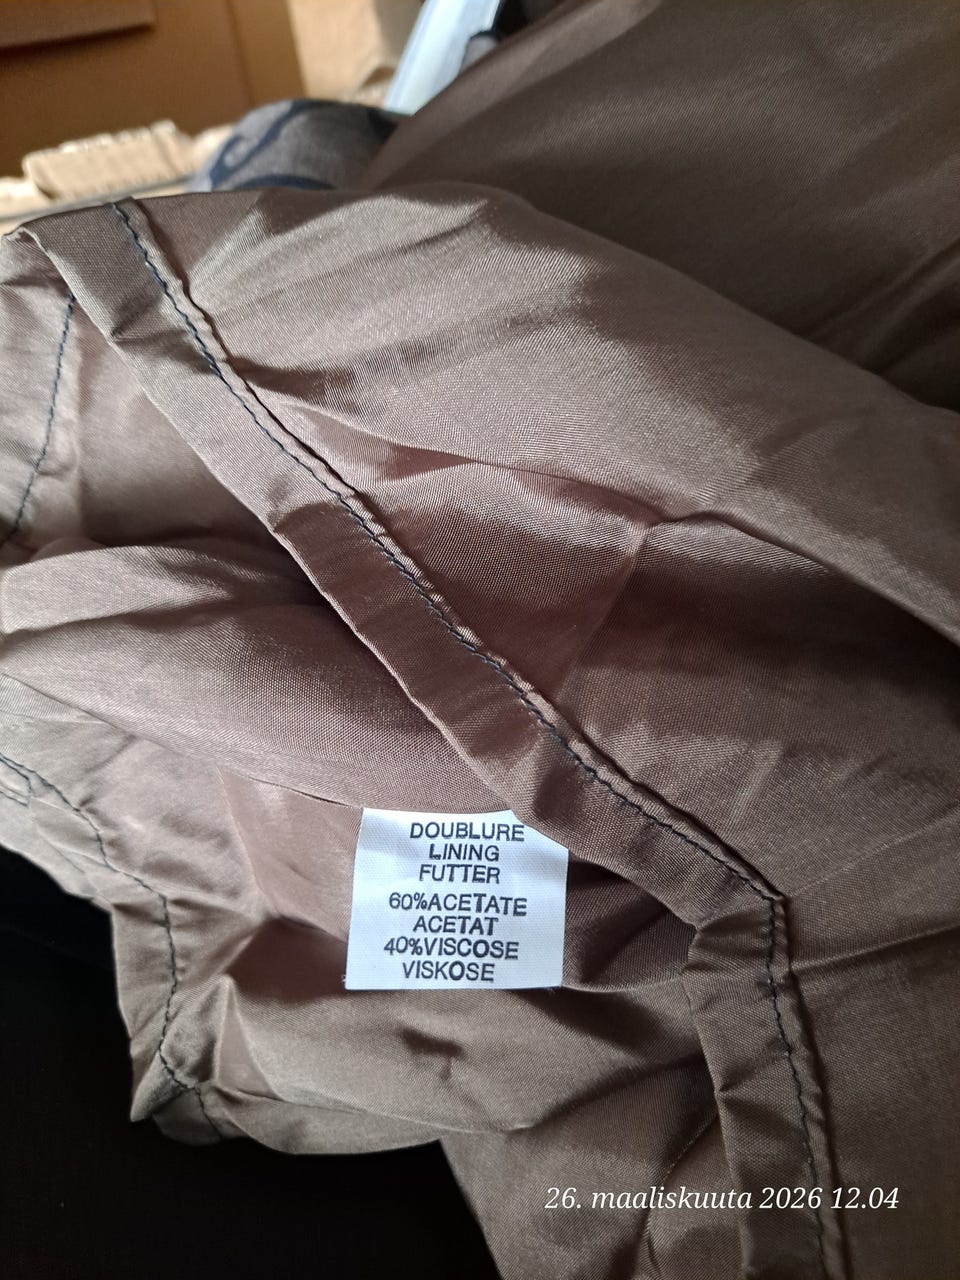 DOUBLURE
LINING
FUTTER
60%ACETATE
ACETAT
40%VISCOSE
VISKOSE
26. maaliskuuta 2026 12.04